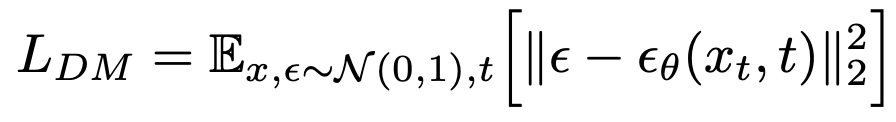 $L_{DM} = \mathbb{E}_{x,\epsilon\sim\mathcal{N}(0,1),t}\Big[\|\epsilon - \epsilon_\theta(x_t, t)\|_2^2\Big]$